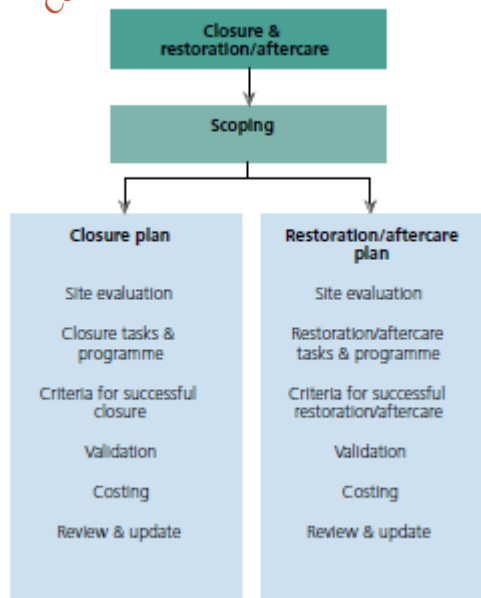 Closure &
restoration/aftercare
Scoping
Closure plan
Site evaluation
Closure tasks &
programme
Criteria for successful
closure
Validation
Costing
Review & update
Restoration/aftercare
plan
Site evaluation
Restoration/aftercare
tasks & programme
Criteria for successful
restoration/aftercare
Validation
Costing
Review & update